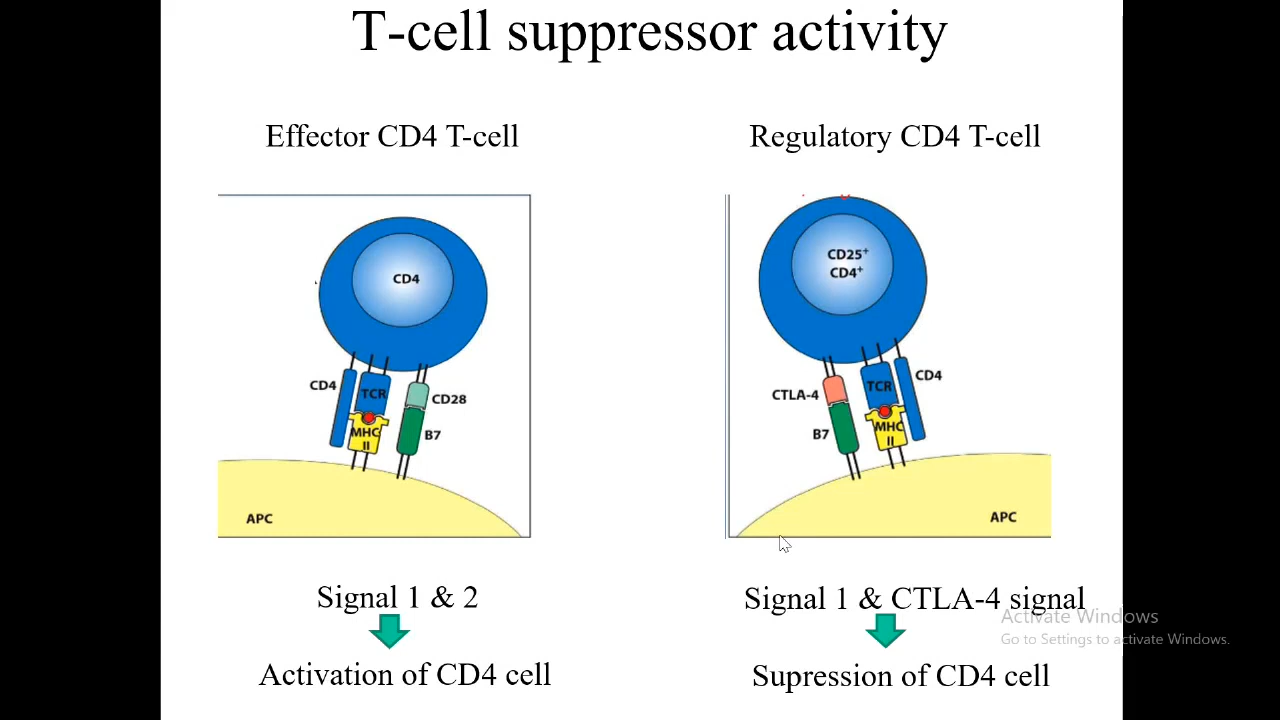 T-cell suppressor activity
Effector CD4 T-cell
Regulatory CD4 T-cell
CD4
CD4
TCR
MHC
II
CD28
B7
APC
CD25⁺
CD4⁺
CTLA-4
B7
TCR
MHC
II
CD4
APC
Signal 1 & 2
Activation of CD4 cell
Signal 1 & CTLA-4 signal
Supression of CD4 cell
Activate Windows
Go to Settings to activate Windows.